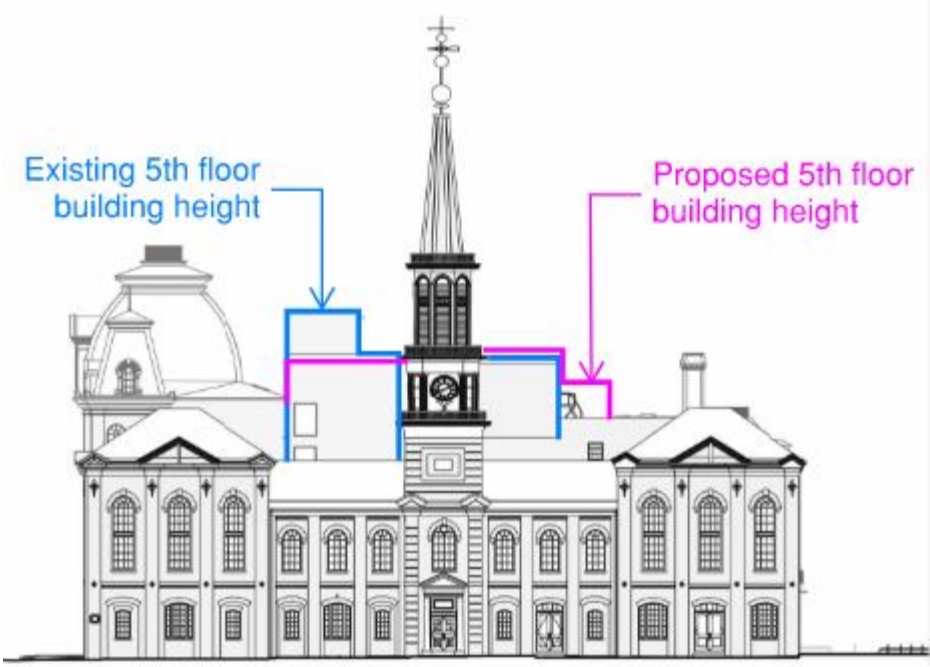 Existing 5th floor
building height
Proposed 5th floor
building height